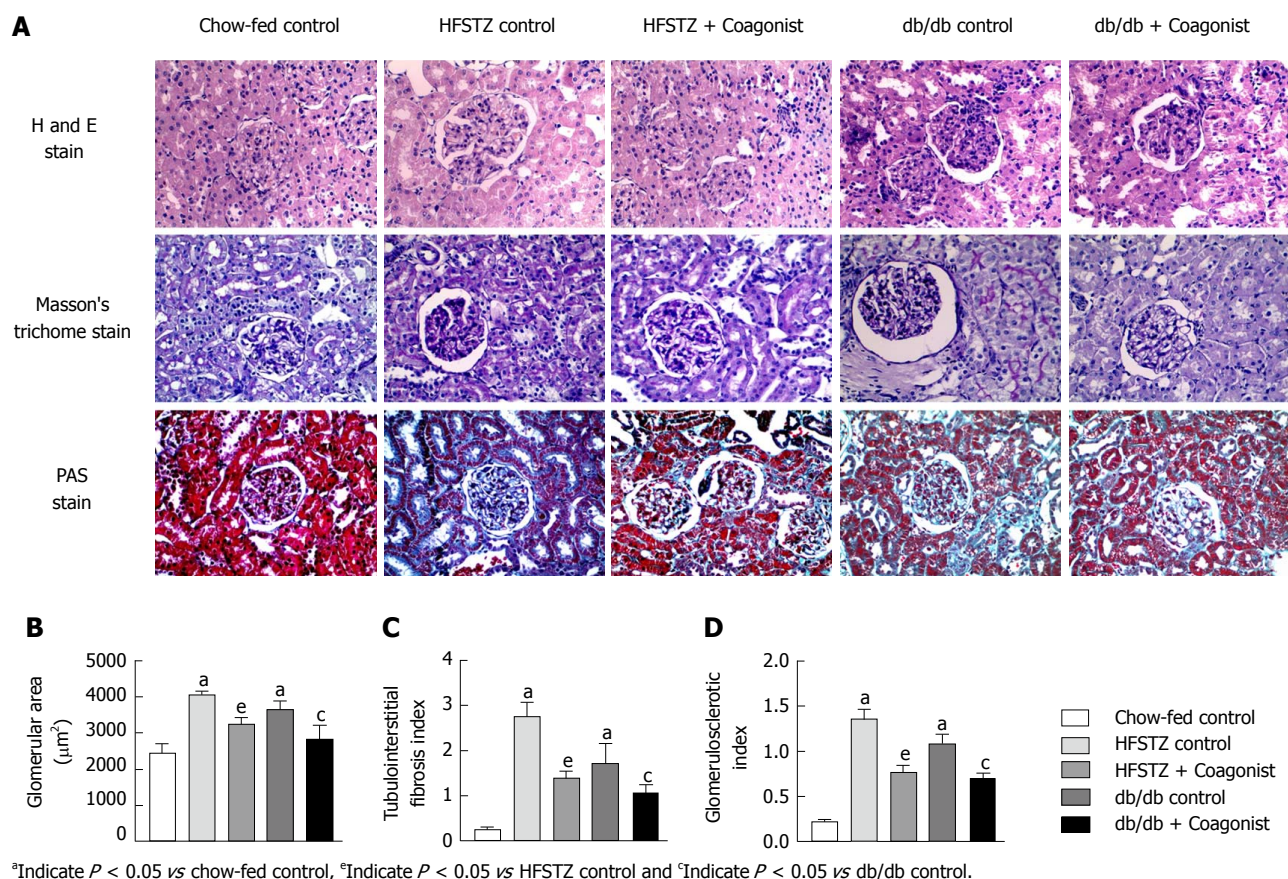 A
Chow-fed control HFSTZ control HFSTZ + Coagonist db/db control db/db + Coagonist
H and E
stain
Masson's
trichome stain
PAS
stain
B
Glomerular area
(μm²)
5000
4000
3000
2000
1000
0
a
e
a
c
C
Tubulointerstitial
fibrosis index
4
3
2
1
0
a
e
a
c
D
Glomerulosclerotic
index
2.0
1.5
1.0
0.5
0.0
a
e
a
c
Chow-fed control
HFSTZ control
HFSTZ + Coagonist
db/db control
db/db + Coagonist
ᵃIndicate P < 0.05 vs chow-fed control, ᵉIndicate P < 0.05 vs HFSTZ control and ᶜIndicate P < 0.05 vs db/db control.